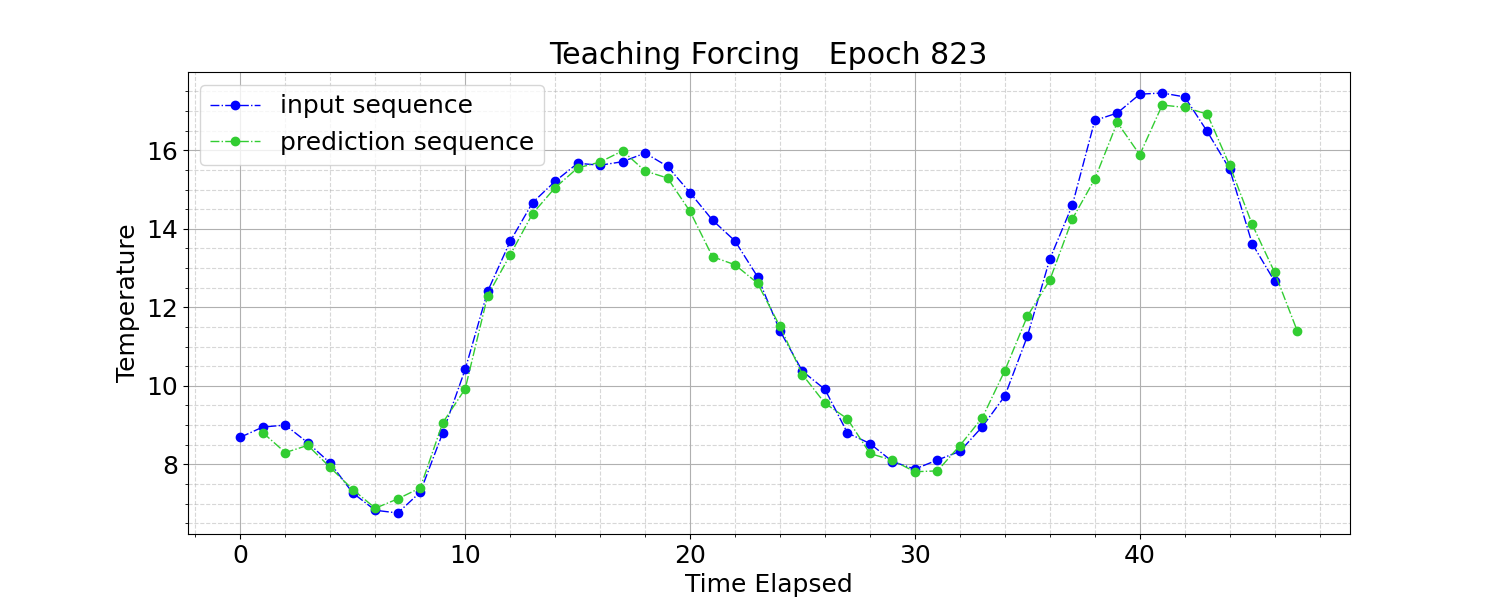 Teaching Forcing   Epoch 823
input sequence
prediction sequence
Temperature
16
14
12
10
8
0 10 20 30 40
Time Elapsed